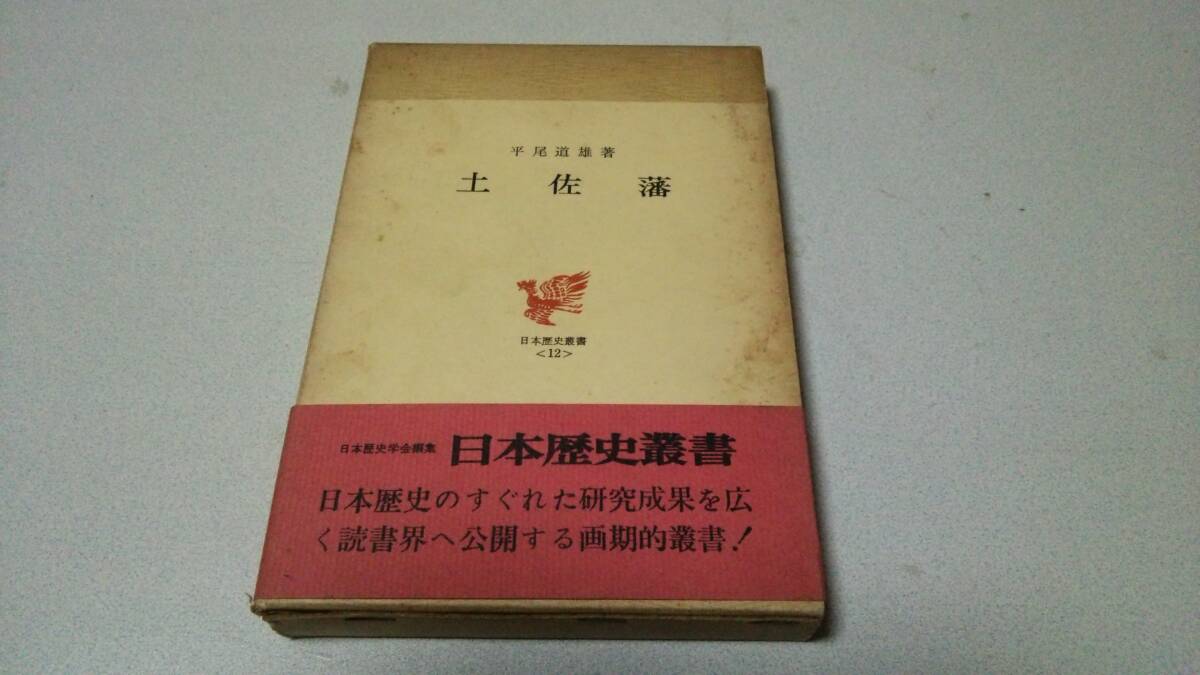 平尾道雄著
土佐藩
日本歴史叢書
<12>
日本歴史学会編集 日本歴史叢書
日本歴史のすぐれた研究成果を広
く読書界へ公開する画期的叢書!